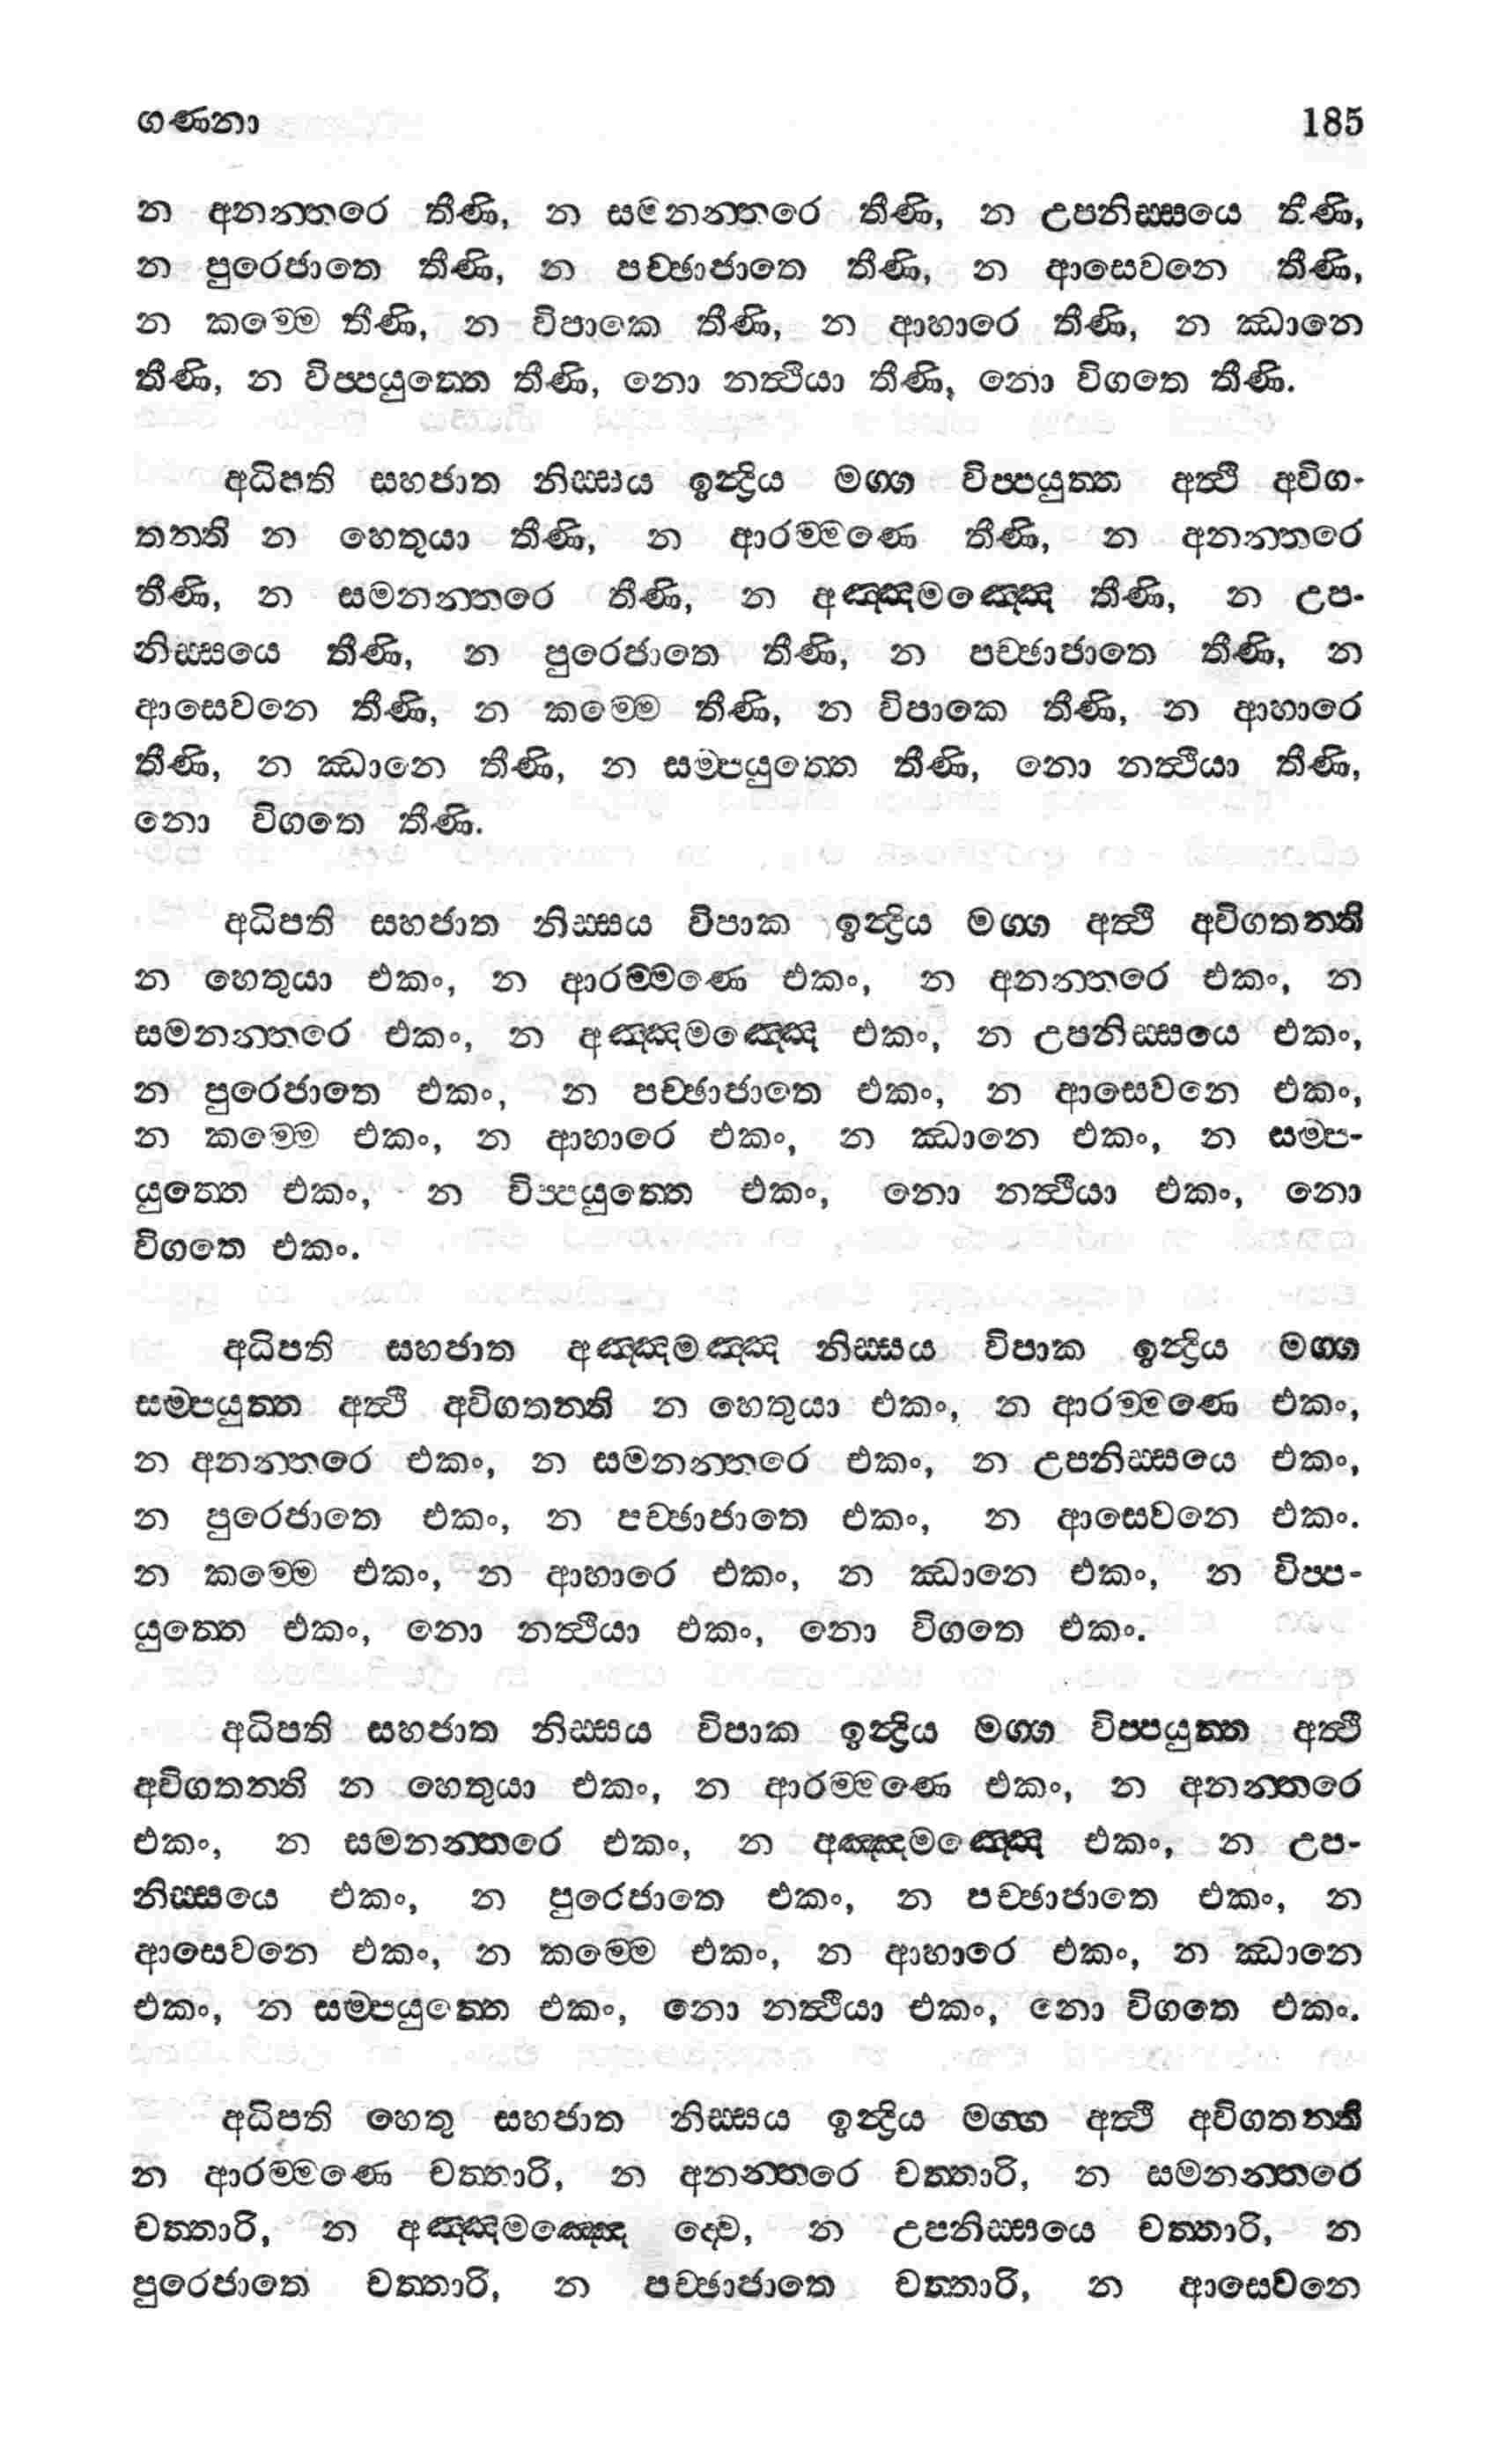 ගණනා 185
න අනන්තරෙ තීණි, න සමනන්තරෙ තීණි, න උපනිස්සයෙ තීණි,
න පුරෙජාතෙ තීණි, න පච්ඡාජාතෙ තීණි, න ආසෙවනෙ තීණි,
න කම්මෙ තීණි, න විපාකෙ තීණි, න ආහාරෙ තීණි, න ඣානෙ
තීණි, න විප්පයුත්තෙ තීණි, නො නත්ථියා තීණි, නො විගතෙ තීණි.
අධිපති සහජාත නිස්සය ඉන්ද්‍රිය මග්ග විප්පයුත්ත අත්ථි අවිග-
තන්ති න හෙතුයා තීණි, න ආරම්මණෙ තීණි, න අනන්තරෙ
තීණි, න සමනන්තරෙ තීණි, න අඤ්ඤමඤ්ඤෙ තීණි, න උප-
නිස්සයෙ තීණි, න පුරෙජාතෙ තීණි, න පච්ඡාජාතෙ තීණි, න
ආසෙවනෙ තීණි, න කම්මෙ තීණි, න විපාකෙ තීණි, න ආහාරෙ
තීණි, න ඣානෙ තීණි, න සම්පයුත්තෙ තීණි, නො නත්ථියා තීණි,
නො විගතෙ තීණි.
අධිපති සහජාත නිස්සය විපාක ඉන්ද්‍රිය මග්ග අත්ථි අවිගතන්ති
න හෙතුයා එකං, න ආරම්මණෙ එකං, න අනන්තරෙ එකං, න
සමනන්තරෙ එකං, න අඤ්ඤමඤ්ඤෙ එකං, න උපනිස්සයෙ එකං,
න පුරෙජාතෙ එකං, න පච්ඡාජාතෙ එකං, න ආසෙවනෙ එකං,
න කම්මෙ එකං, න ආහාරෙ එකං, න ඣානෙ එකං, න සම්ප-
යුත්තෙ එකං, න විප්පයුත්තෙ එකං, නො නත්ථියා එකං, නො
විගතෙ එකං.
අධිපති සහජාත අඤ්ඤමඤ්ඤ නිස්සය විපාක ඉන්ද්‍රිය මග්ග
සම්පයුත්ත අත්ථි අවිගතන්ති න හෙතුයා එකං, න ආරම්මණෙ එකං,
න අනන්තරෙ එකං, න සමනන්තරෙ එකං, න උපනිස්සයෙ එකං,
න පුරෙජාතෙ එකං, න පච්ඡාජාතෙ එකං, න ආසෙවනෙ එකං.
න කම්මෙ එකං, න ආහාරෙ එකං, න ඣානෙ එකං, න විප්ප-
යුත්තෙ එකං, නො නත්ථියා එකං, නො විගතෙ එකං.
අධිපති සහජාත නිස්සය විපාක ඉන්ද්‍රිය මග්ග විප්පයුත්ත අත්ථි
අවිගතන්ති න හෙතුයා එකං, න ආරම්මණෙ එකං, න අනන්තරෙ
එකං, න සමනන්තරෙ එකං, න අඤ්ඤමඤ්ඤෙ එකං, න උප-
නිස්සයෙ එකං, න පුරෙජාතෙ එකං, න පච්ඡාජාතෙ එකං, න
ආසෙවනෙ එකං, න කම්මෙ එකං, න ආහාරෙ එකං, න ඣානෙ
එකං, න සම්පයුත්තෙ එකං, නො නත්ථියා එකං, නො විගතෙ එකං.
අධිපති හෙතු සහජාත නිස්සය ඉන්ද්‍රිය මග්ග අත්ථි අවිගතන්ති
න ආරම්මණෙ චත්තාරි, න අනන්තරෙ චත්තාරි, න සමනන්තරෙ
චත්තාරි, න අඤ්ඤමඤ්ඤෙ ද්වෙ, න උපනිස්සයෙ චත්තාරි, න
පුරෙජාතෙ චත්තාරි, න පච්ඡාජාතෙ චත්තාරි, න ආසෙවනෙ